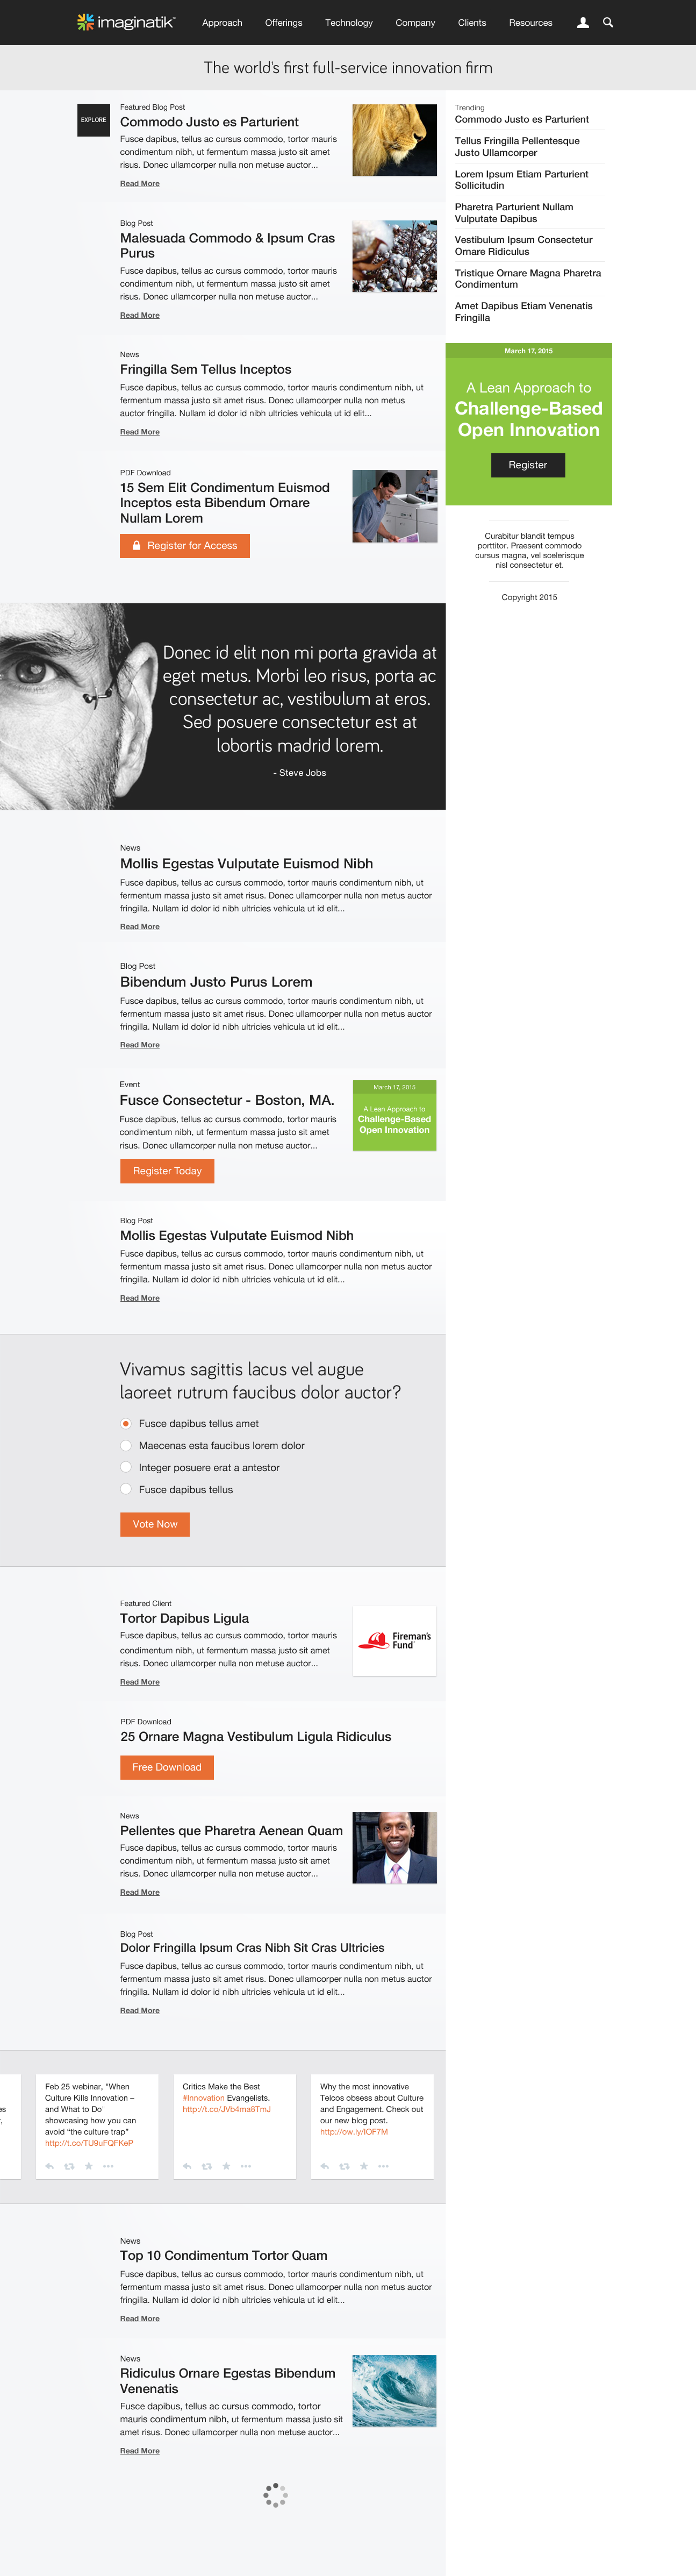 imaginatik
Approach Offerings Technology Company Clients Resources
The world's first full-service innovation firm
EXPLORE
Featured Blog Post
Commodo Justo es Parturient
Fusce dapibus, tellus ac cursus commodo, tortor mauris
condimentum nibh, ut fermentum massa justo sit amet
risus. Donec ullamcorper nulla non metuse auctor...
Read More
Blog Post
Malesuada Commodo & Ipsum Cras
Purus
Fusce dapibus, tellus ac cursus commodo, tortor mauris
condimentum nibh, ut fermentum massa justo sit amet
risus. Donec ullamcorper nulla non metuse auctor...
Read More
News
Fringilla Sem Tellus Inceptos
Fusce dapibus, tellus ac cursus commodo, tortor mauris condimentum nibh, ut
fermentum massa justo sit amet risus. Donec ullamcorper nulla non metus
auctor fringilla. Nullam id dolor id nibh ultricies vehicula ut id elit...
Read More
PDF Download
15 Sem Elit Condimentum Euismod
Inceptos esta Bibendum Ornare
Nullam Lorem
Register for Access
Trending
Commodo Justo es Parturient
Tellus Fringilla Pellentesque
Justo Ullamcorper
Lorem Ipsum Etiam Parturient
Sollicitudin
Pharetra Parturient Nullam
Vulputate Dapibus
Vestibulum Ipsum Consectetur
Ornare Ridiculus
Tristique Ornare Magna Pharetra
Condimentum
Amet Dapibus Etiam Venenatis
Fringilla
March 17, 2015
A Lean Approach to
Challenge-Based
Open Innovation
Register
Curabitur blandit tempus
porttitor. Praesent commodo
cursus magna, vel scelerisque
nisl consectetur et.
Copyright 2015
Donec id elit non mi porta gravida at
eget metus. Morbi leo risus, porta ac
consectetur ac, vestibulum at eros.
Sed posuere consectetur est at
lobortis madrid lorem.
- Steve Jobs
News
Mollis Egestas Vulputate Euismod Nibh
Fusce dapibus, tellus ac cursus commodo, tortor mauris condimentum nibh, ut
fermentum massa justo sit amet risus. Donec ullamcorper nulla non metus auctor
fringilla. Nullam id dolor id nibh ultricies vehicula ut id elit...
Read More
Blog Post
Bibendum Justo Purus Lorem
Fusce dapibus, tellus ac cursus commodo, tortor mauris condimentum nibh, ut
fermentum massa justo sit amet risus. Donec ullamcorper nulla non metus auctor
fringilla. Nullam id dolor id nibh ultricies vehicula ut id elit...
Read More
Event
Fusce Consectetur - Boston, MA.
Fusce dapibus, tellus ac cursus commodo, tortor mauris
condimentum nibh, ut fermentum massa justo sit amet
risus. Donec ullamcorper nulla non metuse auctor...
Register Today
March 17, 2015
A Lean Approach to
Challenge-Based
Open Innovation
Blog Post
Mollis Egestas Vulputate Euismod Nibh
Fusce dapibus, tellus ac cursus commodo, tortor mauris condimentum nibh, ut
fermentum massa justo sit amet risus. Donec ullamcorper nulla non metus auctor
fringilla. Nullam id dolor id nibh ultricies vehicula ut id elit...
Read More
Vivamus sagittis lacus vel augue
laoreet rutrum faucibus dolor auctor?
Fusce dapibus tellus amet
Maecenas esta faucibus lorem dolor
Integer posuere erat a antestor
Fusce dapibus tellus
Vote Now
Featured Client
Tortor Dapibus Ligula
Fusce dapibus, tellus ac cursus commodo, tortor mauris
condimentum nibh, ut fermentum massa justo sit amet
risus. Donec ullamcorper nulla non metuse auctor...
Read More
Fireman's
Fund
PDF Download
25 Ornare Magna Vestibulum Ligula Ridiculus
Free Download
News
Pellentes que Pharetra Aenean Quam
Fusce dapibus, tellus ac cursus commodo, tortor mauris
condimentum nibh, ut fermentum massa justo sit amet
risus. Donec ullamcorper nulla non metuse auctor...
Read More
Blog Post
Dolor Fringilla Ipsum Cras Nibh Sit Cras Ultricies
Fusce dapibus, tellus ac cursus commodo, tortor mauris condimentum nibh, ut
fermentum massa justo sit amet risus. Donec ullamcorper nulla non metus auctor
fringilla. Nullam id dolor id nibh ultricies vehicula ut id elit...
Read More
es
,
Feb 25 webinar, "When
Culture Kills Innovation –
and What to Do"
showcasing how you can
avoid “the culture trap”
http://t.co/TU9uFQFKeP
Critics Make the Best
#Innovation Evangelists.
http://t.co/JVb4ma8TmJ
Why the most innovative
Telcos obsess about Culture
and Engagement. Check out
our new blog post.
http://ow.ly/IOF7M
News
Top 10 Condimentum Tortor Quam
Fusce dapibus, tellus ac cursus commodo, tortor mauris condimentum nibh, ut
fermentum massa justo sit amet risus. Donec ullamcorper nulla non metus auctor
fringilla. Nullam id dolor id nibh ultricies vehicula ut id elit...
Read More
News
Ridiculus Ornare Egestas Bibendum
Venenatis
Fusce dapibus, tellus ac cursus commodo, tortor
mauris condimentum nibh, ut fermentum massa justo sit
amet risus. Donec ullamcorper nulla non metuse auctor...
Read More